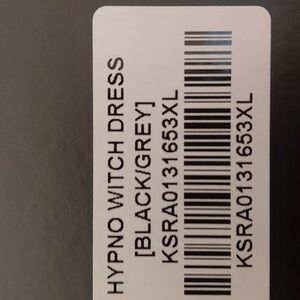 HYPNO WITCH DRESS
[BLACK/GREY]
KSRA0131653XL
KSRA0131653XL